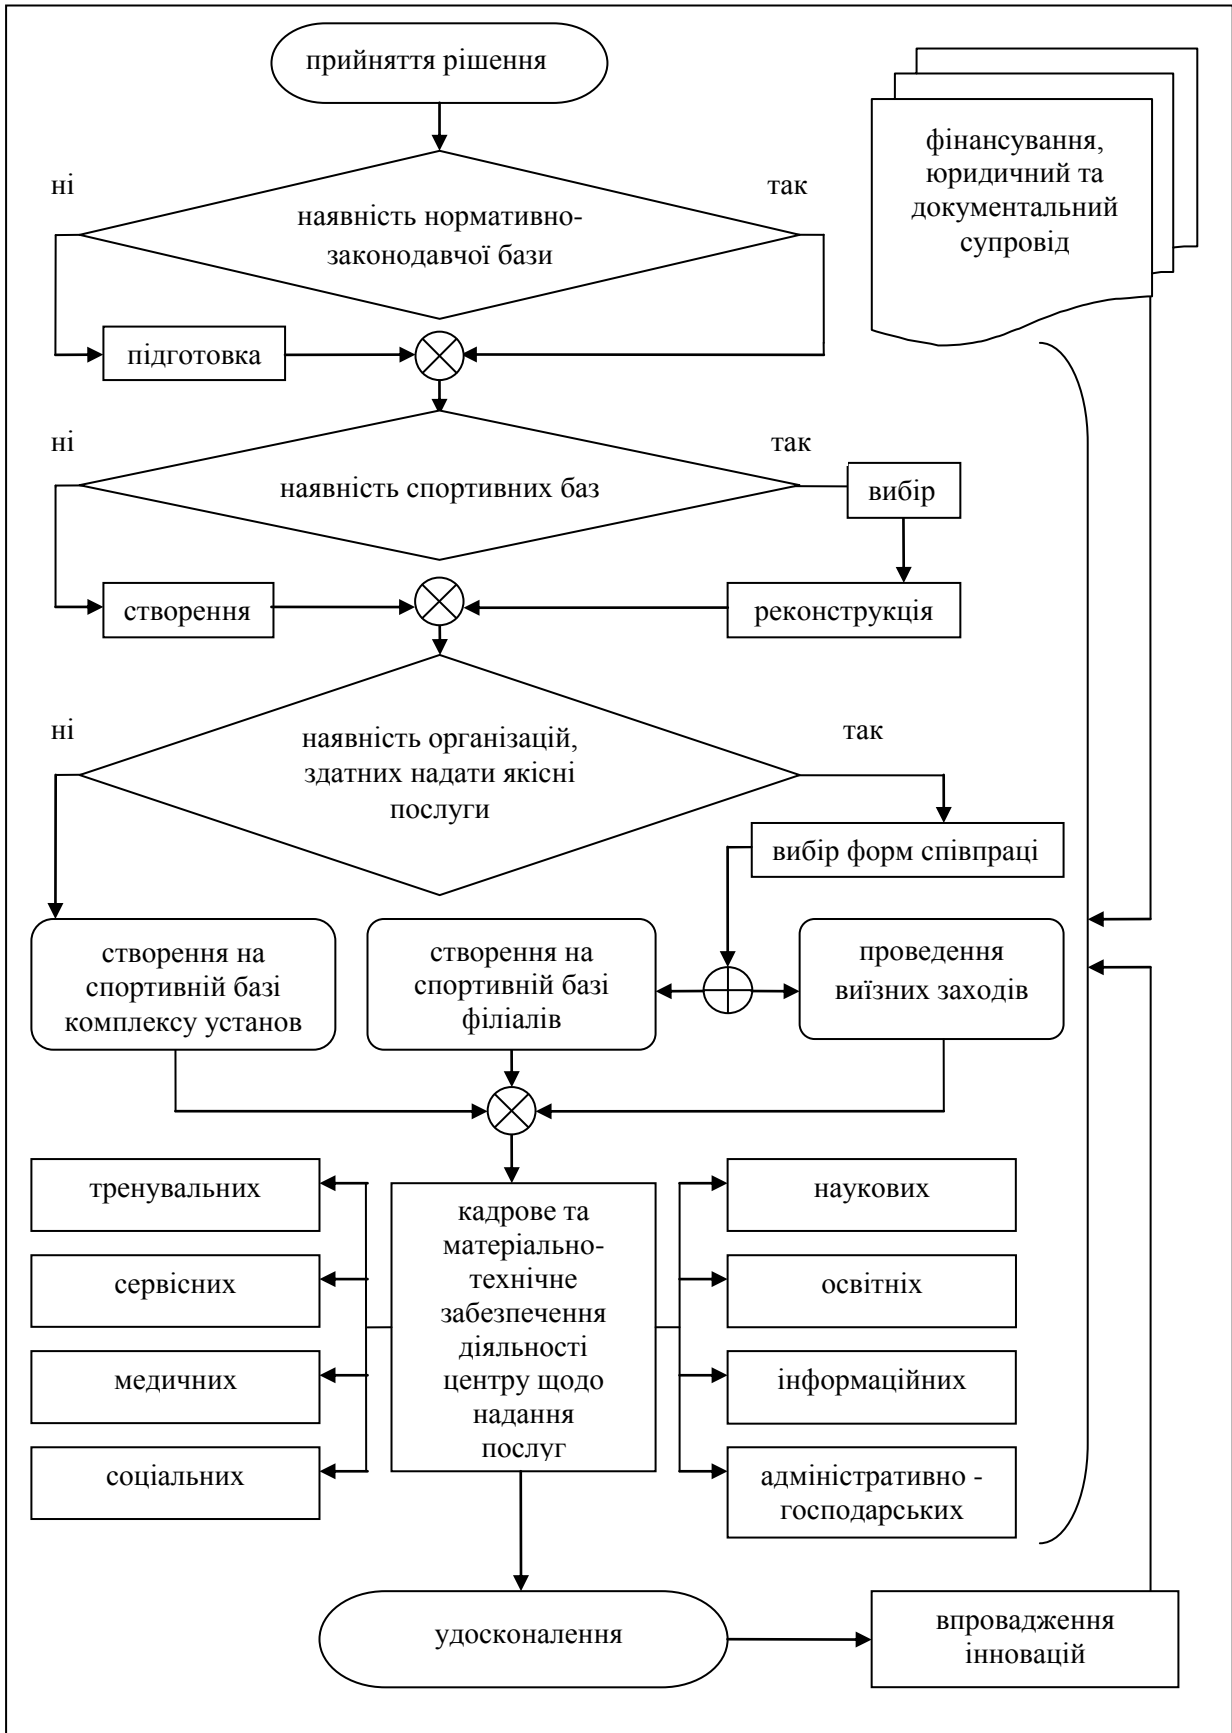 прийняття рішення
фінансування,
юридичний та
документальний
супровід
ні
так
наявність нормативно-
законодавчої бази
підготовка
ні
так
наявність спортивних баз
вибір
створення
реконструкція
ні
так
наявність організацій,
здатних надати якісні
послуги
вибір форм співпраці
створення на
спортивній базі
комплексу установ
створення на
спортивній базі
філіалів
проведення
виїзних заходів
тренувальних
сервісних
медичних
соціальних
кадрове та
матеріально-
технічне
забезпечення
діяльності
центру щодо
надання
послуг
наукових
освітніх
інформаційних
адміністративно -
господарських
удосконалення
впровадження
інновацій